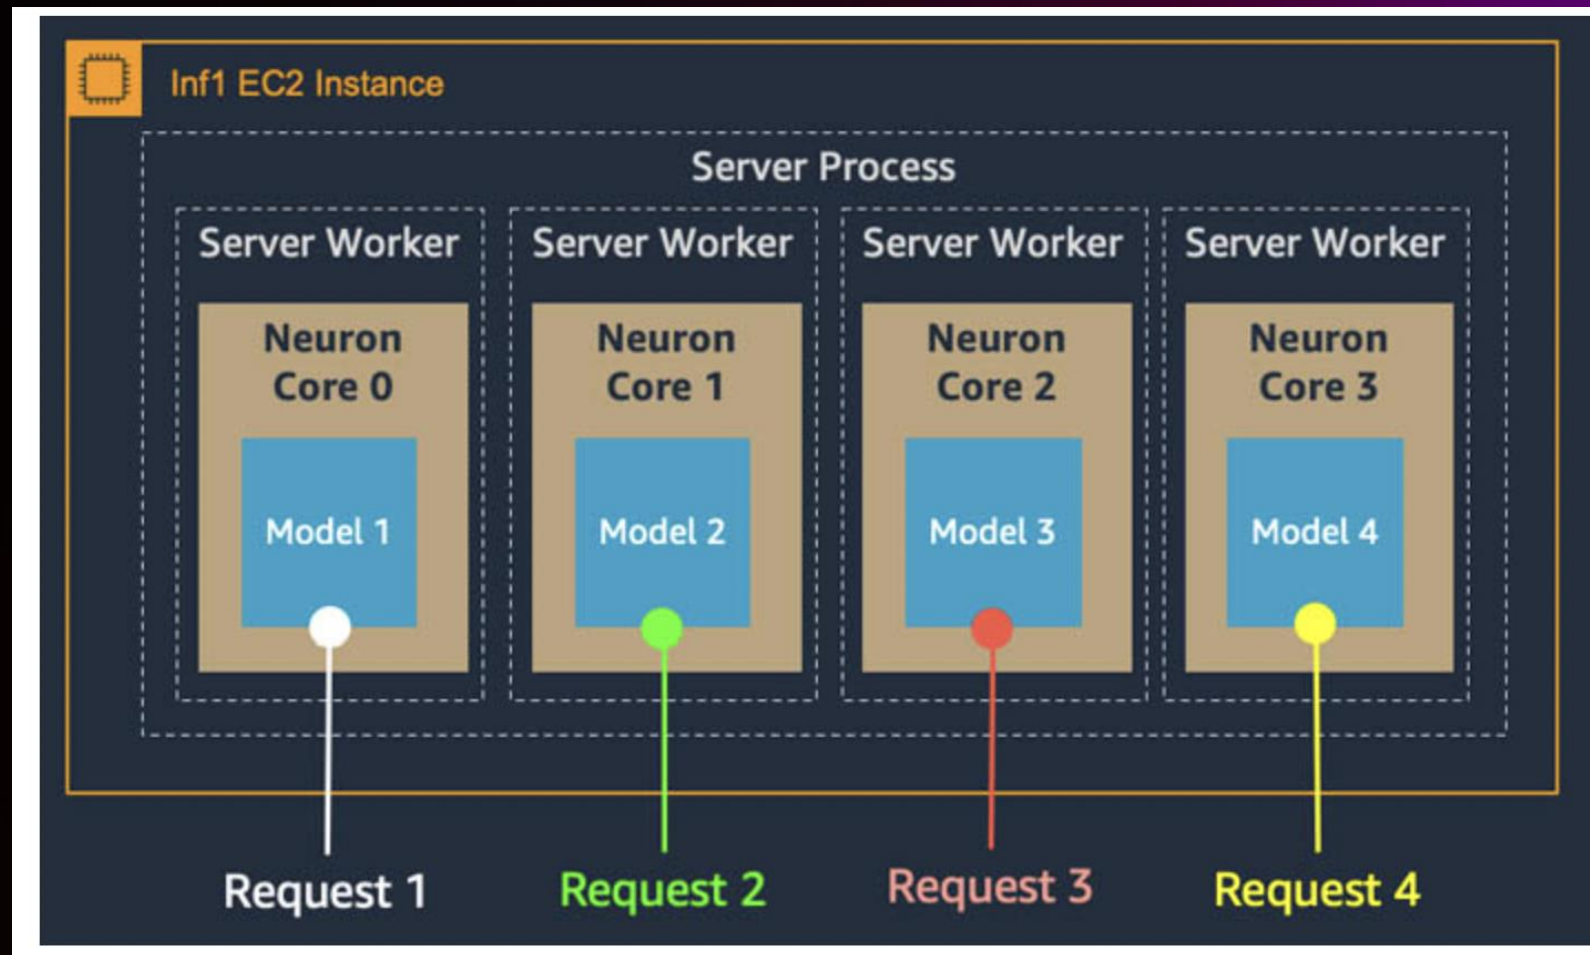 Inf1 EC2 Instance
Server Process
Server Worker
Server Worker
Server Worker
Server Worker
Neuron
Core 0
Neuron
Core 1
Neuron
Core 2
Neuron
Core 3
Model 1
Model 2
Model 3
Model 4
Request 1
Request 2
Request 3
Request 4